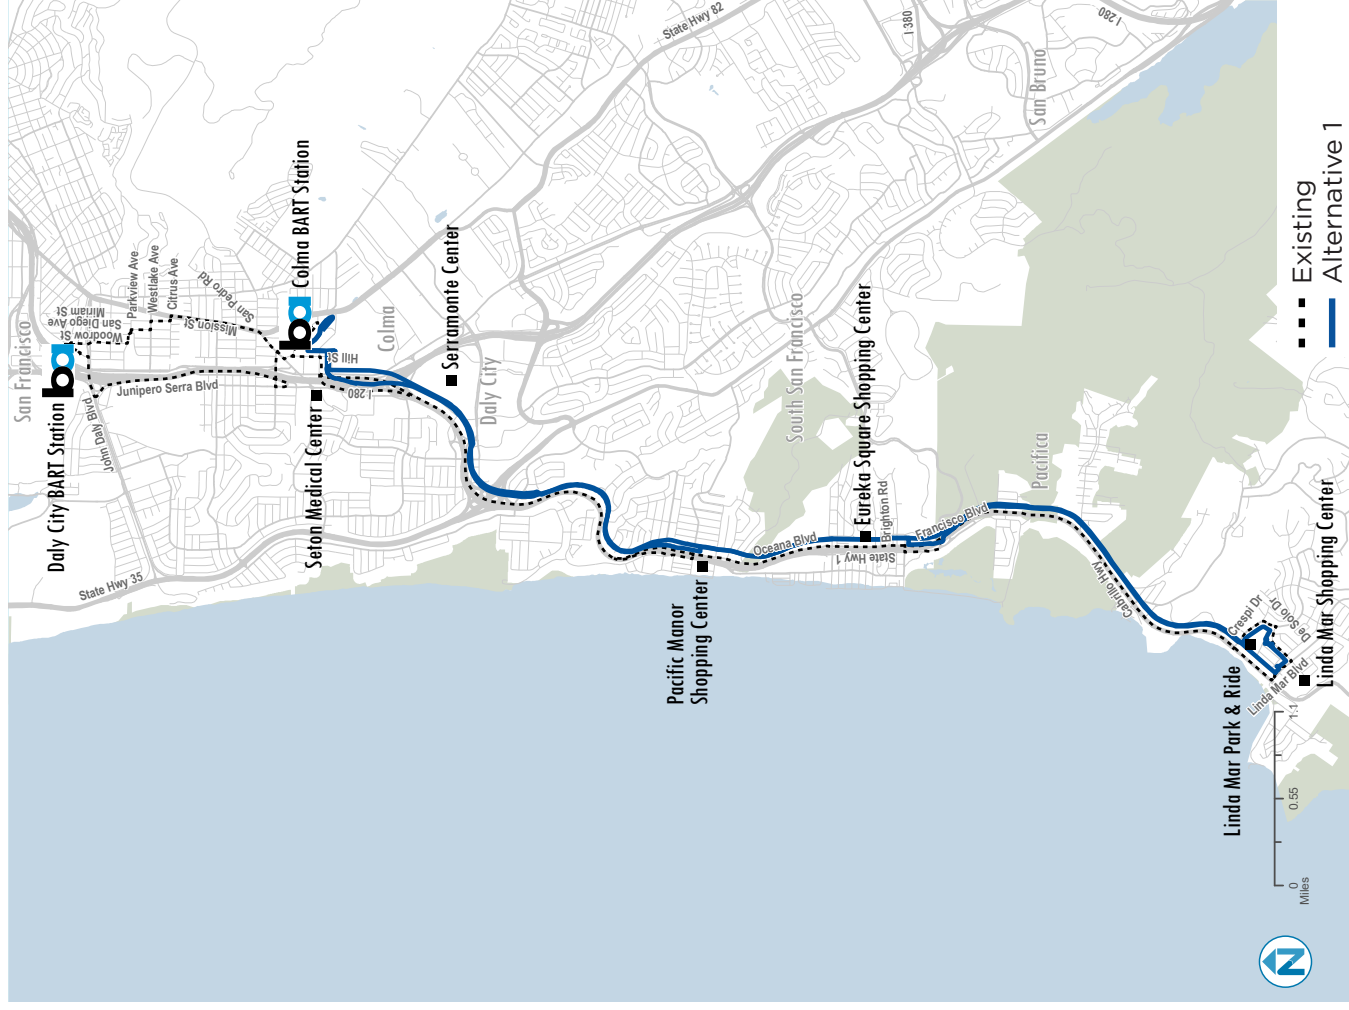 San Francisco
Daly City BART Station
ba
Woodrow St
San Diego Ave
Miriam St
Parkview Ave
Westlake Ave
Citrus Ave
San Pedro Rd
Mission St
Junipero Serra Blvd
John Daly Blvd
State Hwy 35
Colma BART Station
ba
Hill St
I 280
Seton Medical Center
Colma
Serramonte Center
Daly City
State Hwy 82
I-380
I 280
San Bruno
South San Francisco
Pacific Manor
Shopping Center
Oceana Blvd
State Hwy 1
Eureka Square Shopping Center
Brighton Rd
Francisco Blvd
Pacifica
Cabrillo Hwy
Crespi Dr
De Solo Dr
Linda Mar Blvd
Linda Mar Park & Ride
Linda Mar Shopping Center
0
0.55
1.1
Miles
N
Existing
Alternative 1